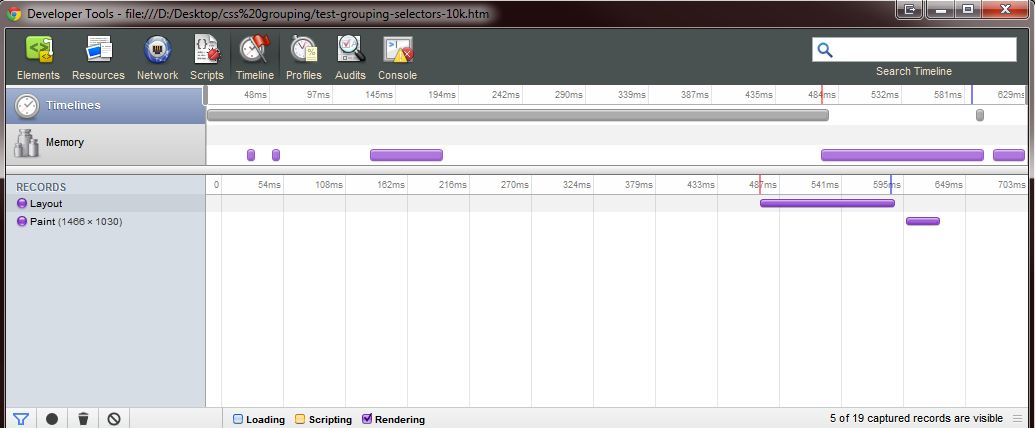 Developer Tools - file:///D:/Desktop/css%20grouping/test-grouping-selectors-10k.htm
Elements Resources Network Scripts Timeline Profiles Audits Console
Search Timeline
Timelines
48ms 97ms 145ms 194ms 242ms 290ms 339ms 387ms 435ms 484ms 532ms 581ms 629ms
Memory
RECORDS
0 54ms 108ms 162ms 216ms 270ms 324ms 379ms 433ms 487ms 541ms 595ms 649ms 703ms
Layout
Paint (1466 × 1030)
Loading Scripting Rendering
5 of 19 captured records are visible